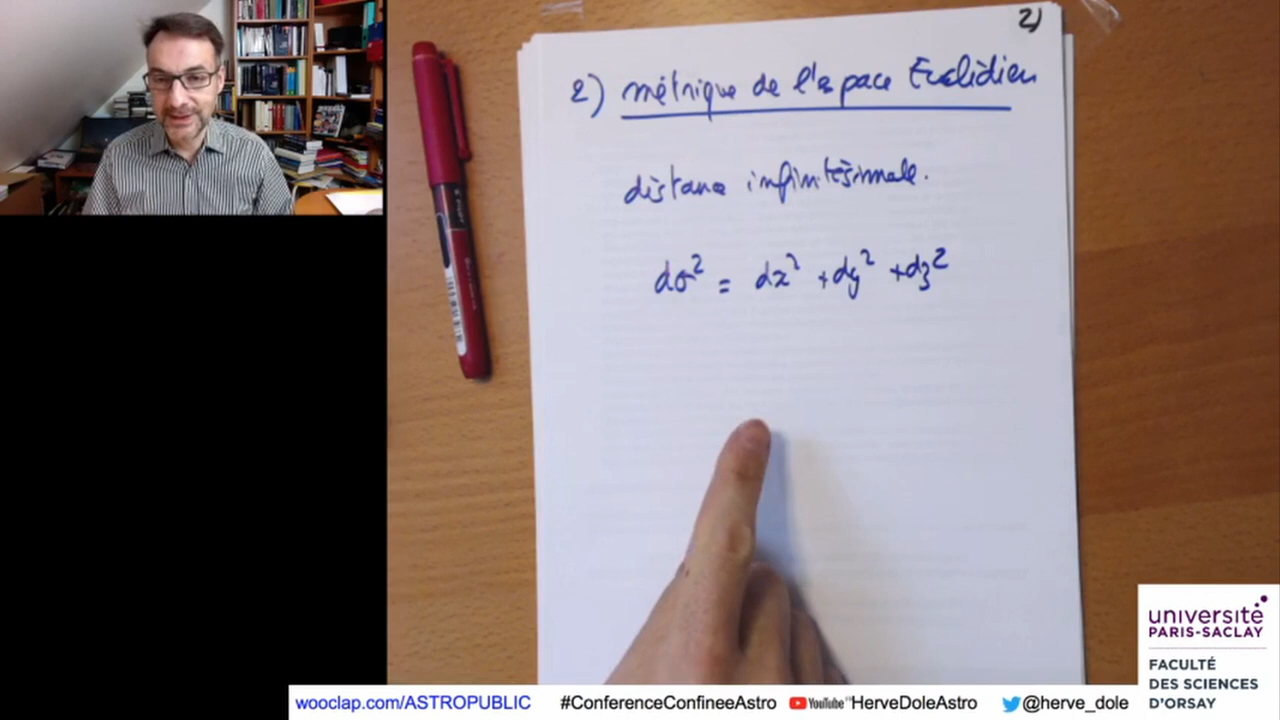 2)
2) métrique de l'espace Euclidien
distance infinitésimale.
dσ² = dx² + dy² + dz²
université
PARIS-SACLAY
FACULTÉ
DES SCIENCES
D'ORSAY
wooclap.com/ASTROPUBLIC #ConferenceConfineeAstro YouTube HerveDoleAstro @herve_dole